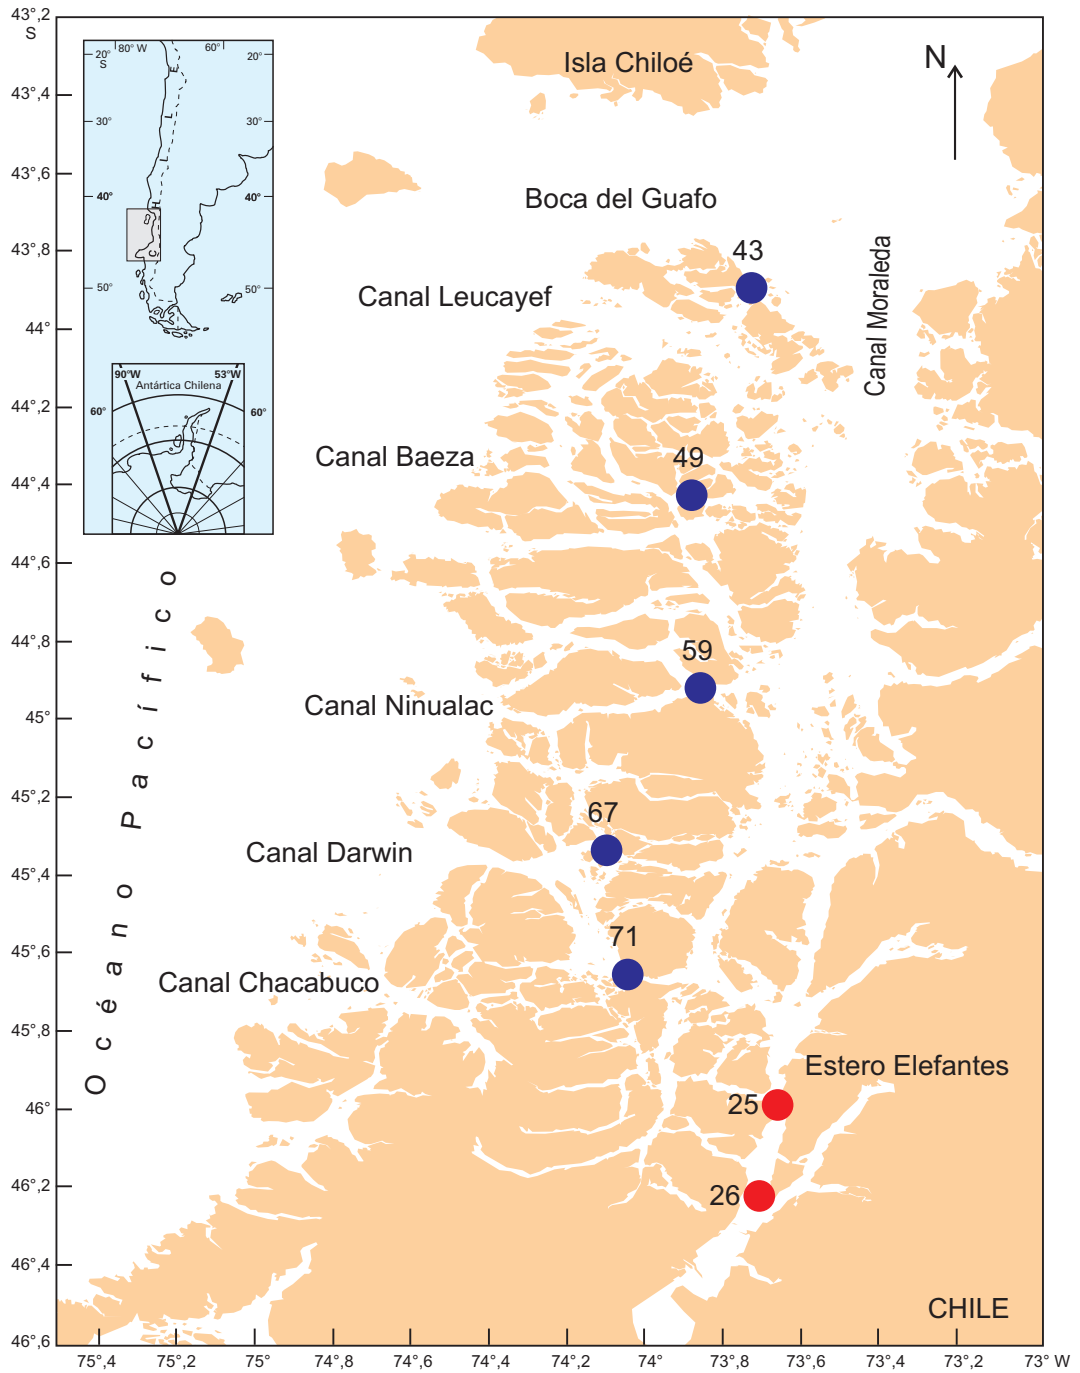 43°,2
S
43°,4
43°,6
43°,8
44°
44°,2
44°,4
44°,6
44°,8
45°
45°,2
45°,4
45°,6
45°,8
46°
46°,2
46°,4
46°,6
20°
S
80° W
60°
20°
30°
30°
40°
40°
50°
50°
C H I L E
90°W
53°W
Antártica Chilena
60°
60°
Isla Chiloé
N
Boca del Guafo
43
Canal Leucayef
Canal Moraleda
Canal Baeza
49
Océano Pacífico
59
Canal Ninualac
67
Canal Darwin
71
Canal Chacabuco
Estero Elefantes
25
26
CHILE
75°,4
75°,2
75°
74°,8
74°,6
74°,2
74°
73°,8
73°,6
73°,4
73°,2
73° W